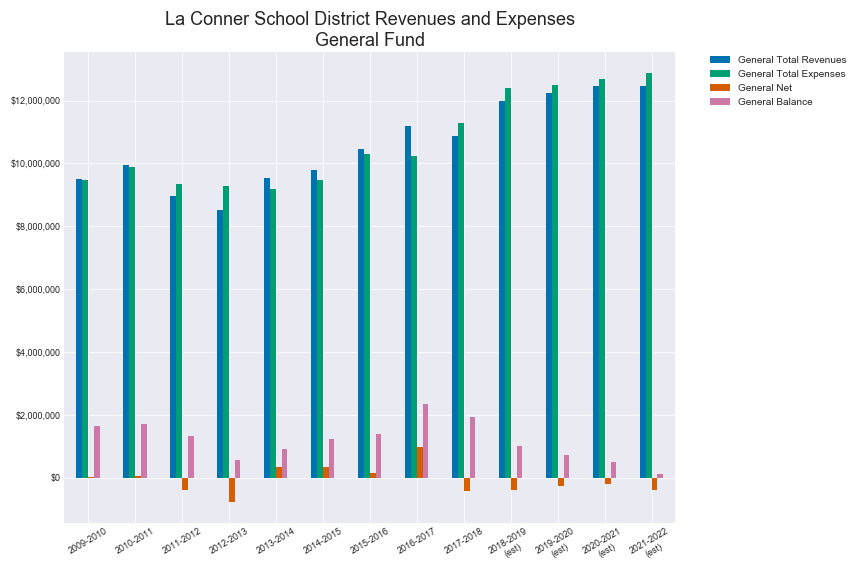 La Conner School District Revenues and Expenses
General Fund
General Total Revenues
General Total Expenses
General Net
General Balance
$12,000,000
$10,000,000
$8,000,000
$6,000,000
$4,000,000
$2,000,000
$0
2009-2010
2010-2011
2011-2012
2012-2013
2013-2014
2014-2015
2015-2016
2016-2017
2017-2018
2018-2019
(est)
2019-2020
(est)
2020-2021
(est)
2021-2022
(est)